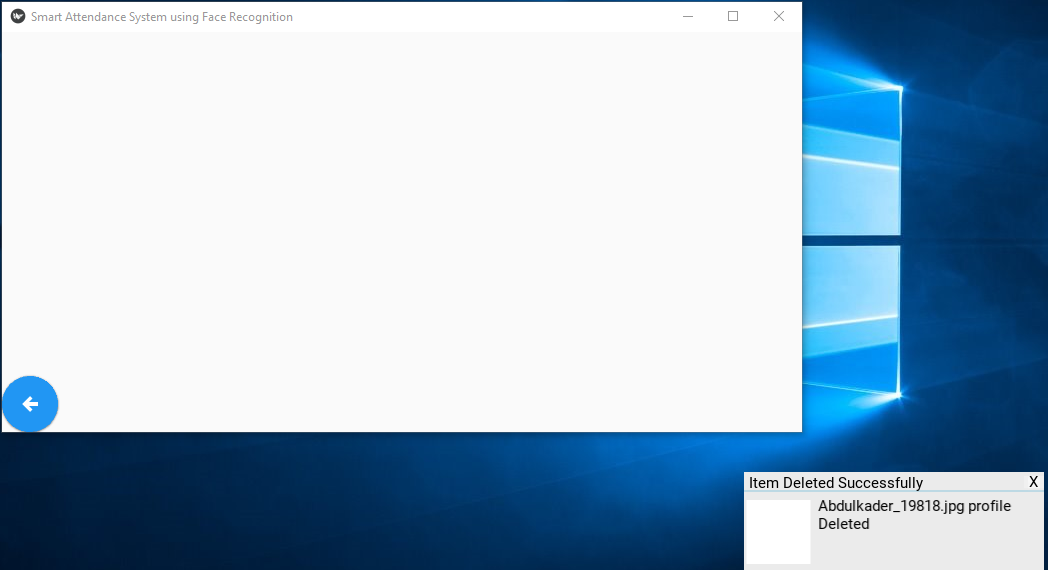 Smart Attendance System using Face Recognition
Item Deleted Successfully X
Abdulkader_19818.jpg profile
Deleted